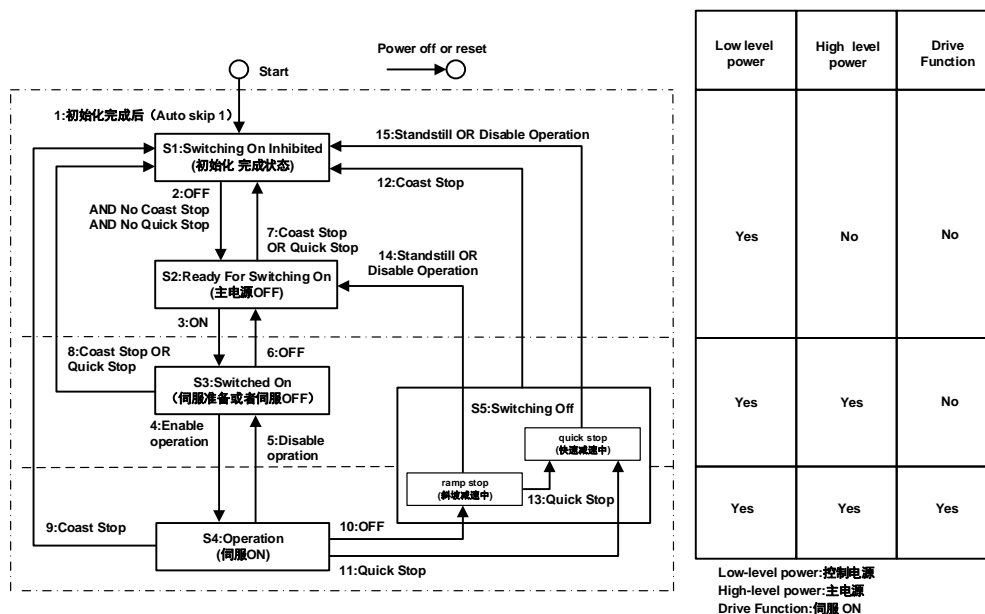 Power off or reset
Start
1:初始化完成后（Auto skip 1）
S1:Switching On Inhibited
(初始化 完成状态)
15:Standstill OR Disable Operation
12:Coast Stop
2:OFF
AND No Coast Stop
AND No Quick Stop
7:Coast Stop
OR Quick Stop
14:Standstill OR
Disable Operation
S2:Ready For Switching On
(主电源OFF)
3:ON
6:OFF
8:Coast Stop OR
Quick Stop
S3:Switched On
（伺服准备或者伺服OFF）
S5:Switching Off
4:Enable
operation
5:Disable
opration
quick stop
(快速减速中)
ramp stop
(斜坡减速中)
13:Quick Stop
9:Coast Stop
10:OFF
S4:Operation
(伺服ON)
11:Quick Stop
Low level
power
High level
power
Drive
Function
Yes
No
No
Yes
Yes
No
Yes
Yes
Yes
Low-level power:控制电源
High-level power:主电源
Drive Function:伺服 ON